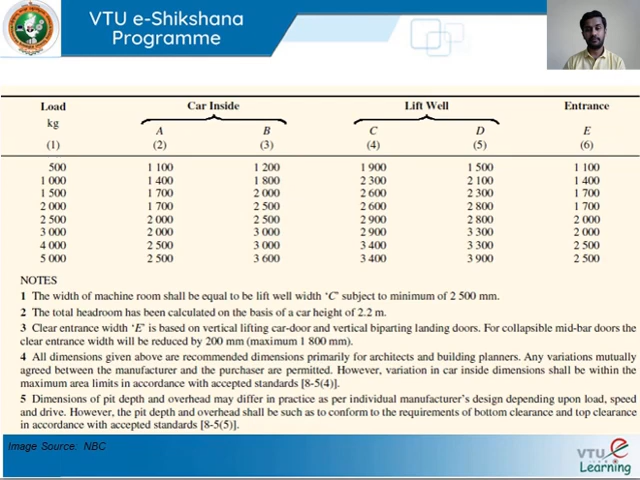 VTU e-Shikshana
Programme
Load Car Inside Lift Well Entrance
kg
A B C D E
(1) (2) (3) (4) (5) (6)
500 1 100 1 200 1 900 1 500 1 100
1 000 1 400 1 800 2 300 2 100 1 400
1 500 1 700 2 000 2 600 2 300 1 700
2 000 1 700 2 500 2 600 2 800 1 700
2 500 2 000 2 500 2 900 2 800 2 000
3 000 2 000 3 000 2 900 3 300 2 000
4 000 2 500 3 000 3 400 3 300 2 500
5 000 2 500 3 600 3 400 3 900 2 500
NOTES
1 The width of machine room shall be equal to be lift well width ‘C’ subject to minimum of 2 500 mm.
2 The total headroom has been calculated on the basis of a car height of 2.2 m.
3 Clear entrance width ‘E’ is based on vertical lifting car-door and vertical biparting landing doors. For collapsible mid-bar doors the
clear entrance width will be reduced by 200 mm (maximum 1 800 mm).
4 All dimensions given above are recommended dimensions primarily for architects and building planners. Any variations mutually
agreed between the manufacturer and the purchaser are permitted. However, variation in car inside dimensions shall be within the
maximum area limits in accordance with accepted standards [8-5(4)].
5 Dimensions of pit depth and overhead may differ in practice as per individual manufacturer’s design depending upon load, speed
and drive. However, the pit depth and overhead shall be such as to conform to the requirements of bottom clearance and top clearance
in accordance with accepted standards [8-5(5)].
Image Source: NBC
VTU e
Learning